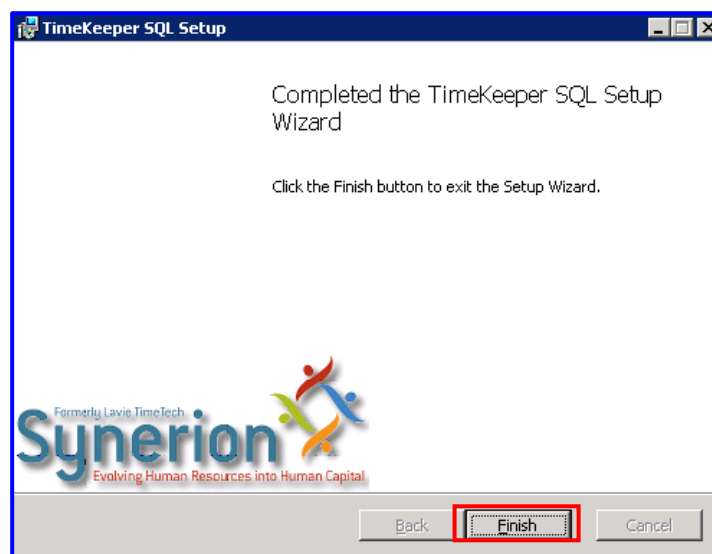 TimeKeeper SQL Setup
Completed the TimeKeeper SQL Setup
Wizard
Click the Finish button to exit the Setup Wizard.
Formerly Lavie TimeTech
Synerion
Evolving Human Resources into Human Capital
Back Finish Cancel